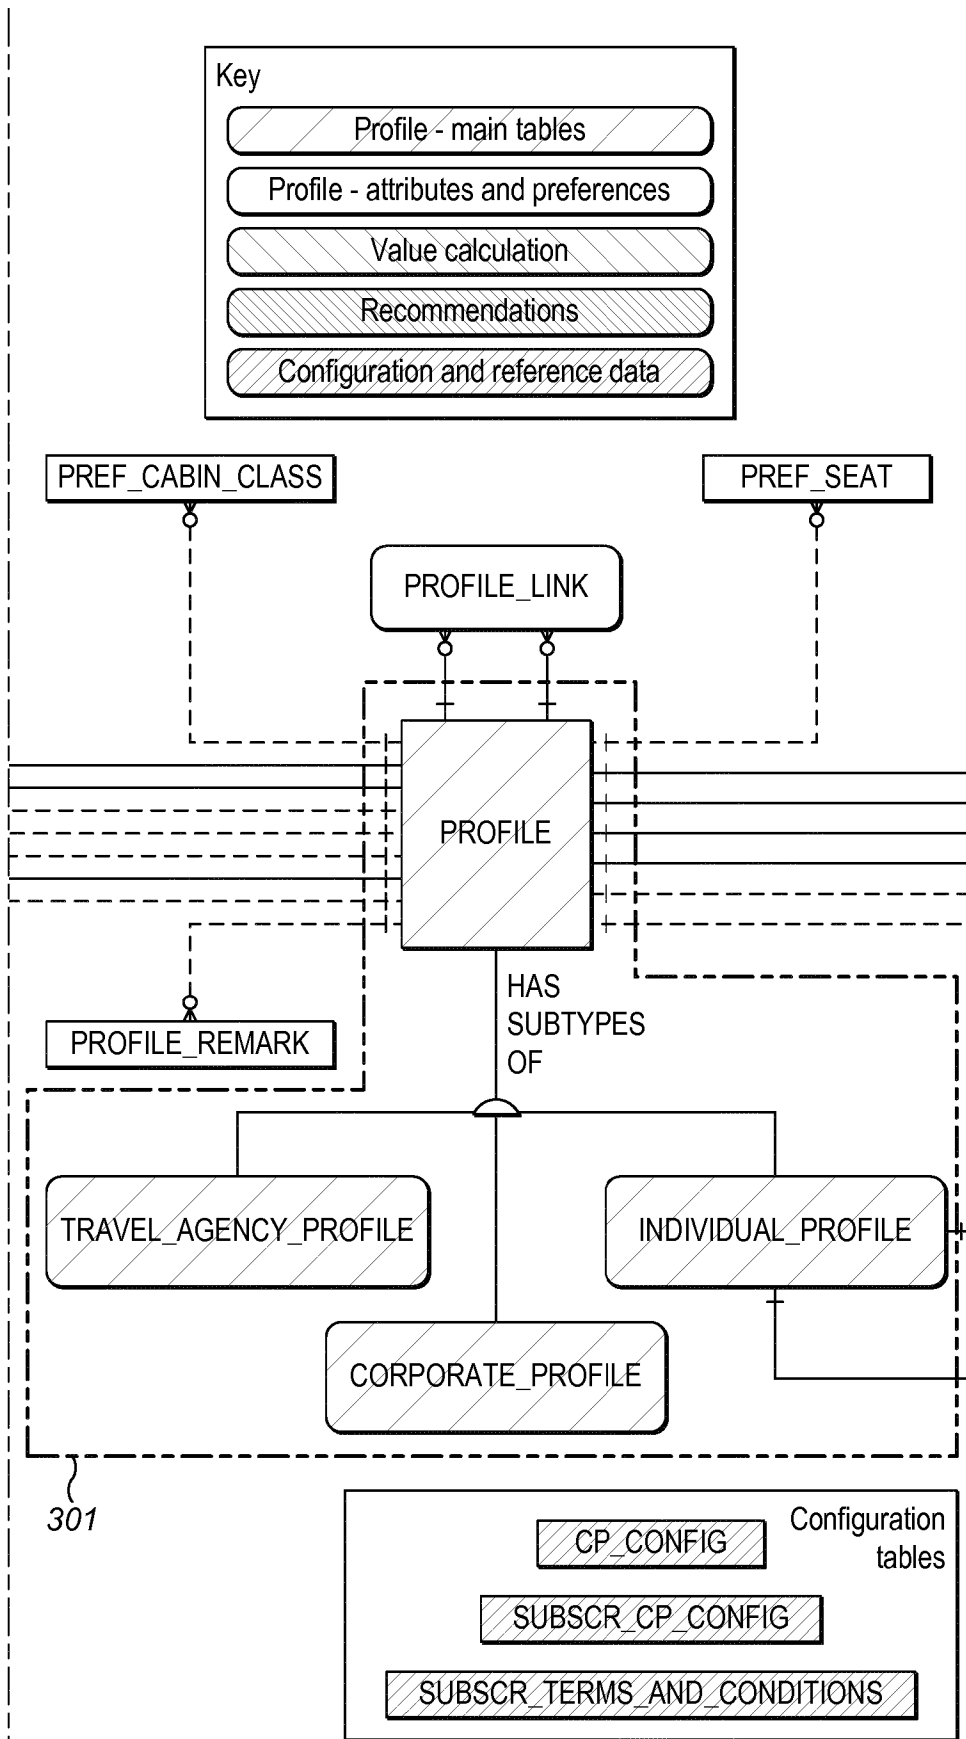 Key
Profile - main tables
Profile - attributes and preferences
Value calculation
Recommendations
Configuration and reference data
PREF_CABIN_CLASS
PREF_SEAT
PROFILE_LINK
PROFILE
HAS
SUBTYPES
OF
PROFILE_REMARK
TRAVEL_AGENCY_PROFILE
INDIVIDUAL_PROFILE
CORPORATE_PROFILE
301
Configuration
tables
CP_CONFIG
SUBSCR_CP_CONFIG
SUBSCR_TERMS_AND_CONDITIONS